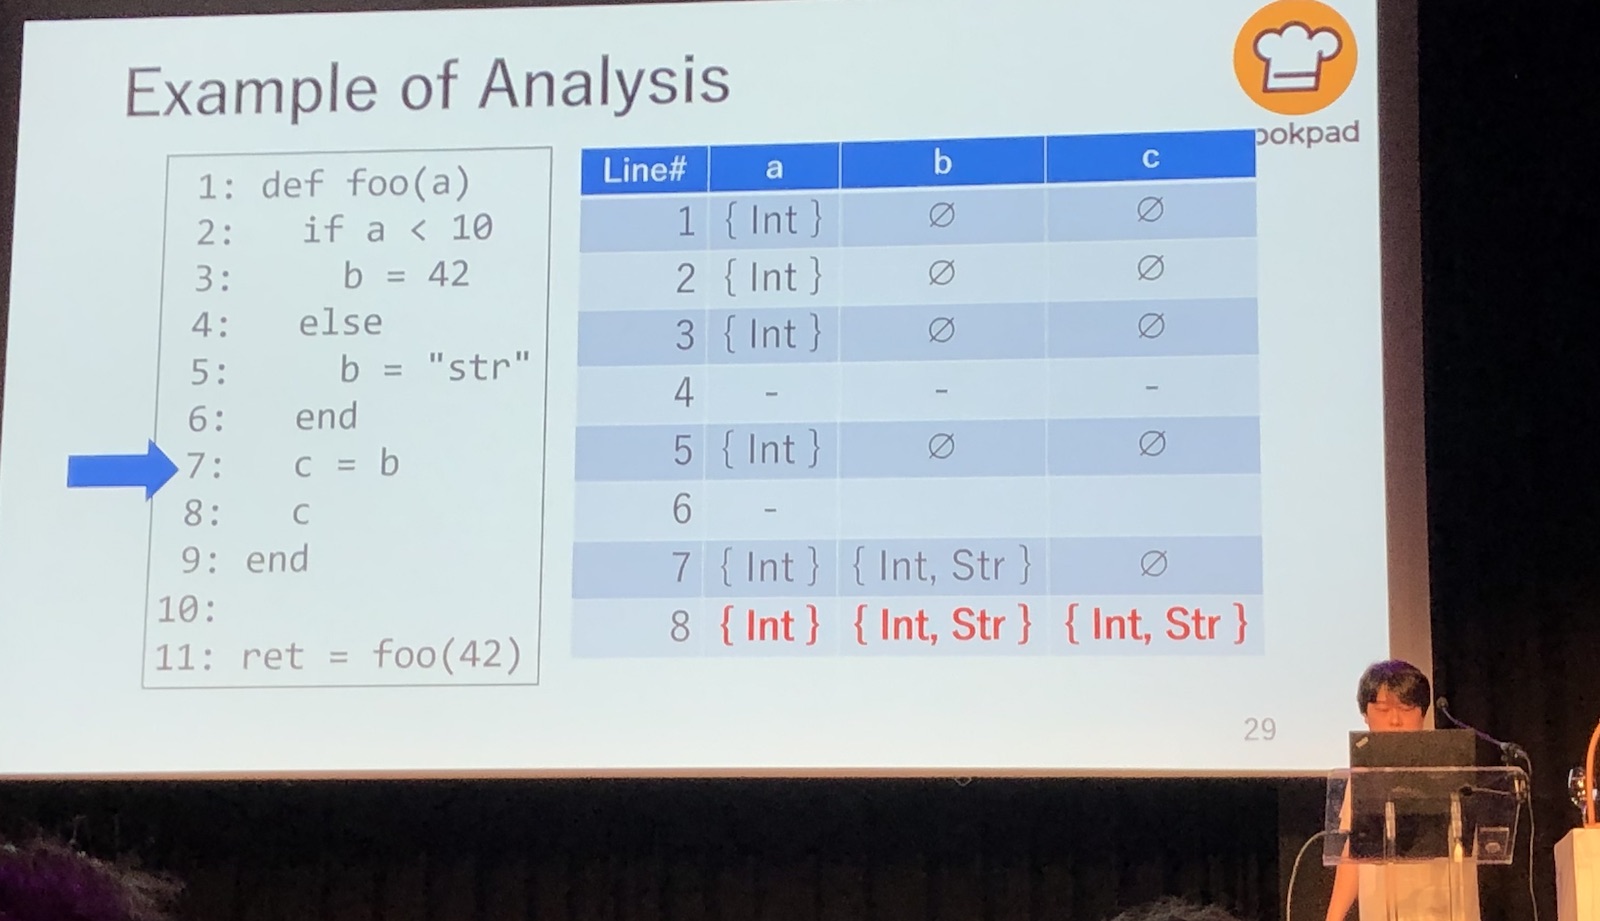 Example of Analysis
ookpad
1: def foo(a)
2: if a < 10
3: b = 42
4: else
5: b = "str"
6: end
7: c = b
8: c
9: end
10:
11: ret = foo(42)
Line# a b c
1 { Int } ∅ ∅
2 { Int } ∅ ∅
3 { Int } ∅ ∅
4 - - -
5 { Int } ∅ ∅
6 -
7 { Int } { Int, Str } ∅
8 { Int } { Int, Str } { Int, Str }
29